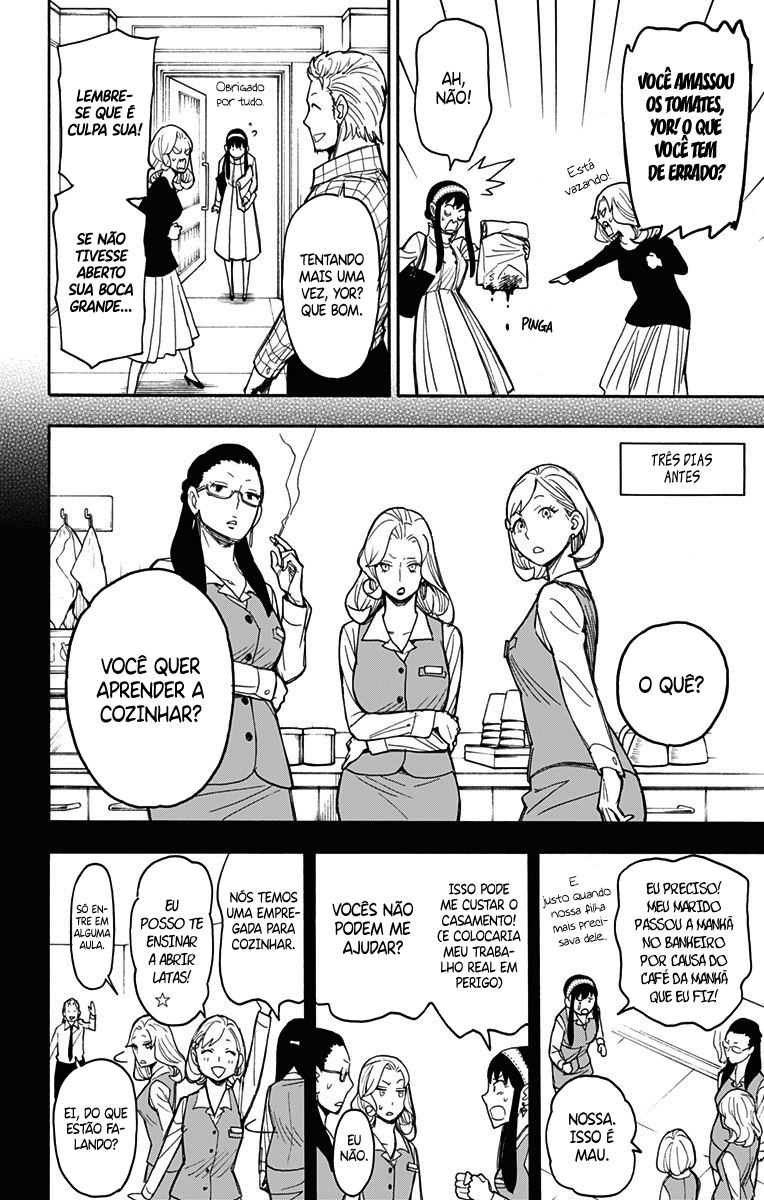 VOCÊ AMASSOU
OS TOMATES,
YOR! O QUE
VOCÊ TEM
DE ERRADO?
AH,
NÃO!
Está
vazando!
PINGA
TENTANDO
MAIS UMA
VEZ, YOR?
QUE BOM.
Obrigado
por tudo.
LEMBRE-
SE QUE É
CULPA SUA!
SE NÃO
TIVESSE
ABERTO
SUA BOCA
GRANDE...
TRÊS DIAS
ANTES
O QUÊ?
VOCÊ QUER
APRENDER A
COZINHAR?
EU PRECISO!
MEU MARIDO
PASSOU A MANHÃ
NO BANHEIRO
POR CAUSA DO
CAFÉ DA MANHÃ
QUE EU FIZ!
E
justo quando
nossa filha
mais preci-
sava dele.
NOSSA.
ISSO É
MAU.
ISSO PODE
ME CUSTAR O
CASAMENTO!
(E COLOCARIA
MEU TRABA-
LHO REAL EM
PERIGO)
VOCÊS NÃO
PODEM ME
AJUDAR?
EU
NÃO.
NÓS TEMOS
UMA EMPRE-
GADA PARA
COZINHAR.
EU
POSSO TE
ENSINAR
A ABRIR
LATAS!
☆
SÓ EN-
TRE EM
ALGUMA
AULA.
EI, DO QUE
ESTÃO FA-
LANDO?